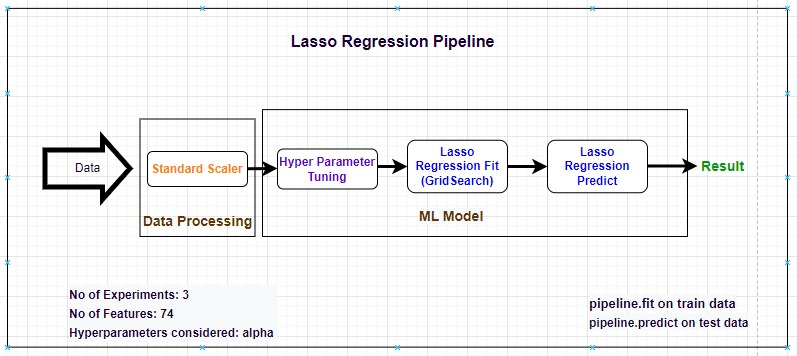 Lasso Regression Pipeline
Data
Standard Scaler
Data Processing
Hyper Parameter
Tuning
Lasso
Regression Fit
(GridSearch)
Lasso
Regression
Predict
ML Model
Result
No of Experiments: 3
No of Features: 74
Hyperparameters considered: alpha
pipeline.fit on train data
pipeline.predict on test data